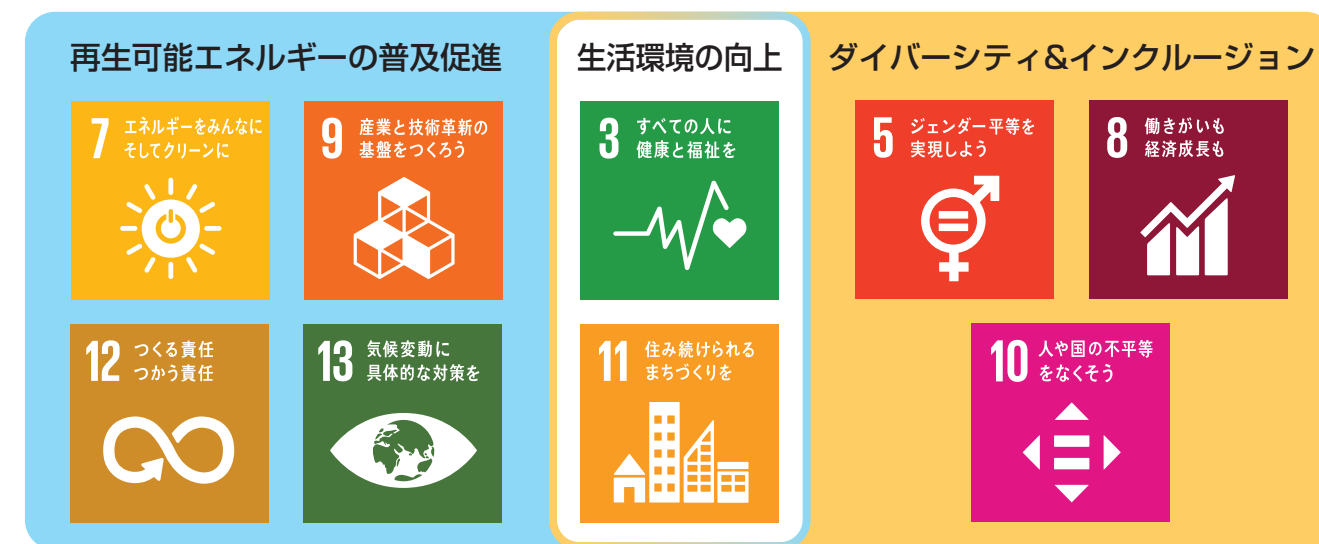 再生可能エネルギーの普及促進
7 エネルギーをみんなに
そしてクリーンに
9 産業と技術革新の
基盤をつくろう
12 つくる責任
つかう責任
13 気候変動に
具体的な対策を
生活環境の向上
3 すべての人に
健康と福祉を
11 住み続けられる
まちづくりを
ダイバーシティ&インクルージョン
5 ジェンダー平等を
実現しよう
8 働きがいも
経済成長も
10 人や国の不平等
をなくそう